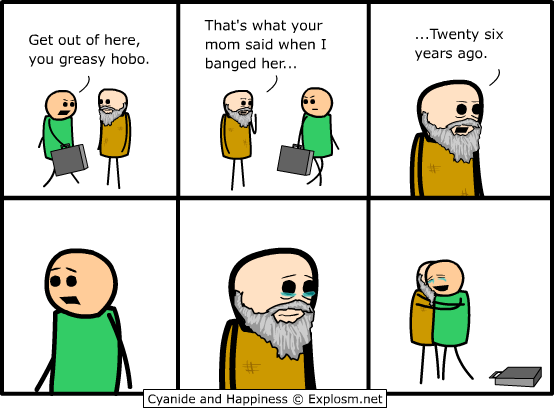 Get out of here,
you greasy hobo.
That's what your
mom said when I
banged her...
...Twenty six
years ago.
Cyanide and Happiness © Explosm.net